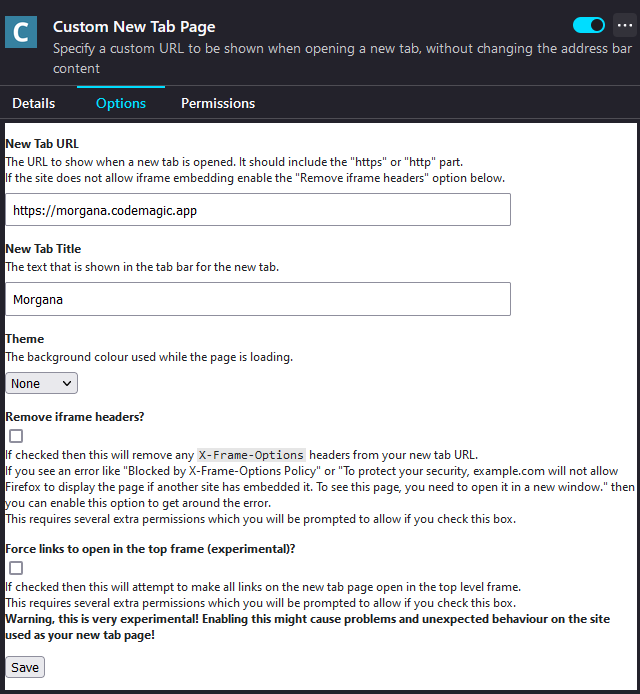 C
Custom New Tab Page
Specify a custom URL to be shown when opening a new tab, without changing the address bar
content
Details Options Permissions
New Tab URL
The URL to show when a new tab is opened. It should include the "https" or "http" part.
If the site does not allow iframe embedding enable the "Remove iframe headers" option below.
https://morgana.codemagic.app
New Tab Title
The text that is shown in the tab bar for the new tab.
Morgana
Theme
The background colour used while the page is loading.
None
Remove iframe headers?
If checked then this will remove any X-Frame-Options headers from your new tab URL.
If you see an error like "Blocked by X-Frame-Options Policy" or "To protect your security, example.com will not allow
Firefox to display the page if another site has embedded it. To see this page, you need to open it in a new window." then
you can enable this option to get around the error.
This requires several extra permissions which you will be prompted to allow if you check this box.
Force links to open in the top frame (experimental)?
If checked then this will attempt to make all links on the new tab page open in the top level frame.
This requires several extra permissions which you will be prompted to allow if you check this box.
Warning, this is very experimental! Enabling this might cause problems and unexpected behaviour on the site
used as your new tab page!
Save